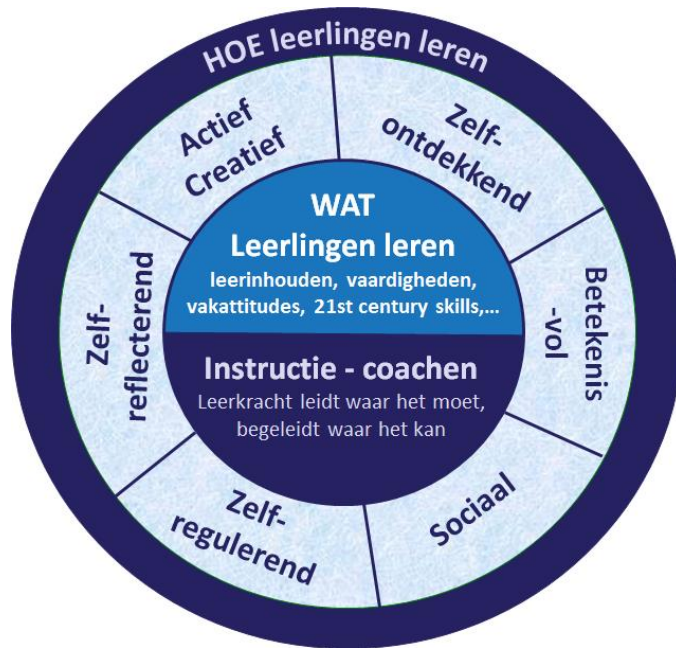 HOE leerlingen leren
Actief
Creatief
Zelf-
ontdekkend
Betekenis
-vol
Sociaal
Zelf-
regulerend
Zelf-
reflecterend
WAT
Leerlingen leren
leerinhouden, vaardigheden,
vakattitudes, 21st century skills,...
Instructie - coachen
Leerkracht leidt waar het moet,
begeleidt waar het kan